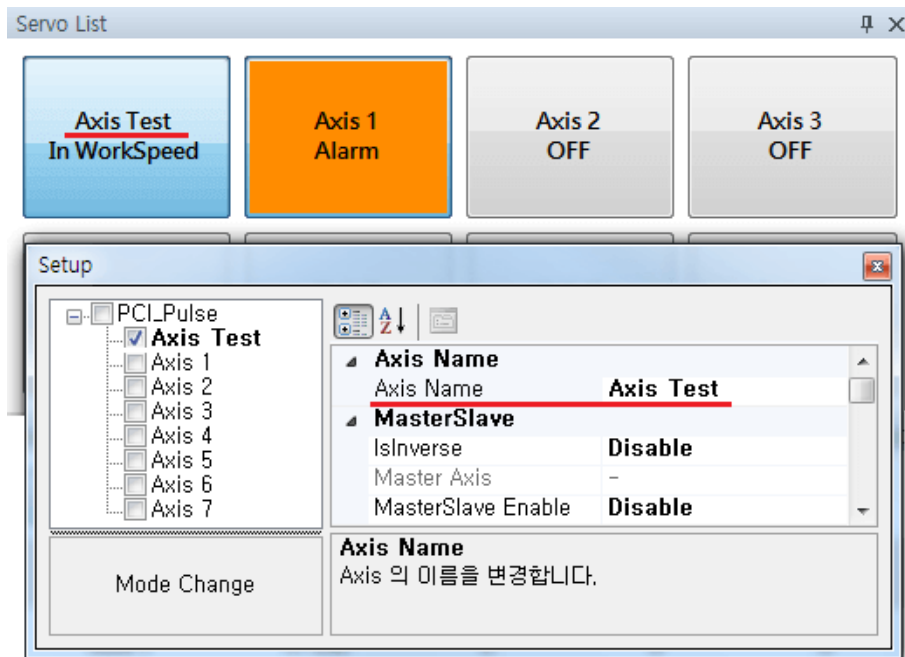 Servo List
Axis Test
In WorkSpeed
Axis 1
Alarm
Axis 2
OFF
Axis 3
OFF
Setup
PCI_Pulse
Axis Test
Axis 1
Axis 2
Axis 3
Axis 4
Axis 5
Axis 6
Axis 7
Mode Change
Axis Name
Axis Name Axis Test
MasterSlave
IsInverse Disable
Master Axis -
MasterSlave Enable Disable
Axis Name
Axis 의 이름을 변경합니다.